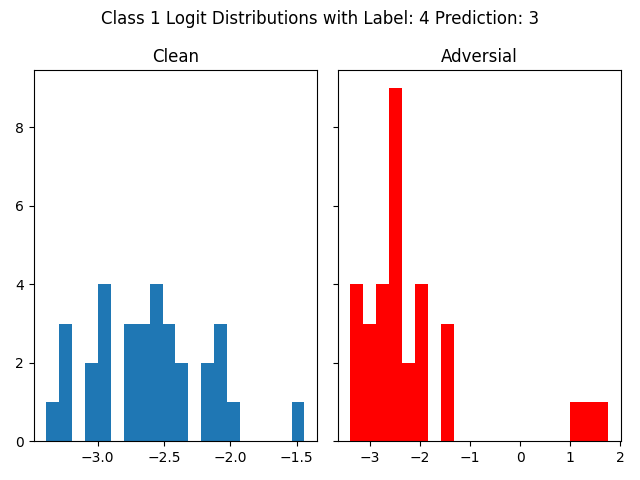 Class 1 Logit Distributions with Label: 4 Prediction: 3
Clean
Adversial
8
6
4
2
0
−3.0 −2.5 −2.0 −1.5
−3 −2 −1 0 1 2